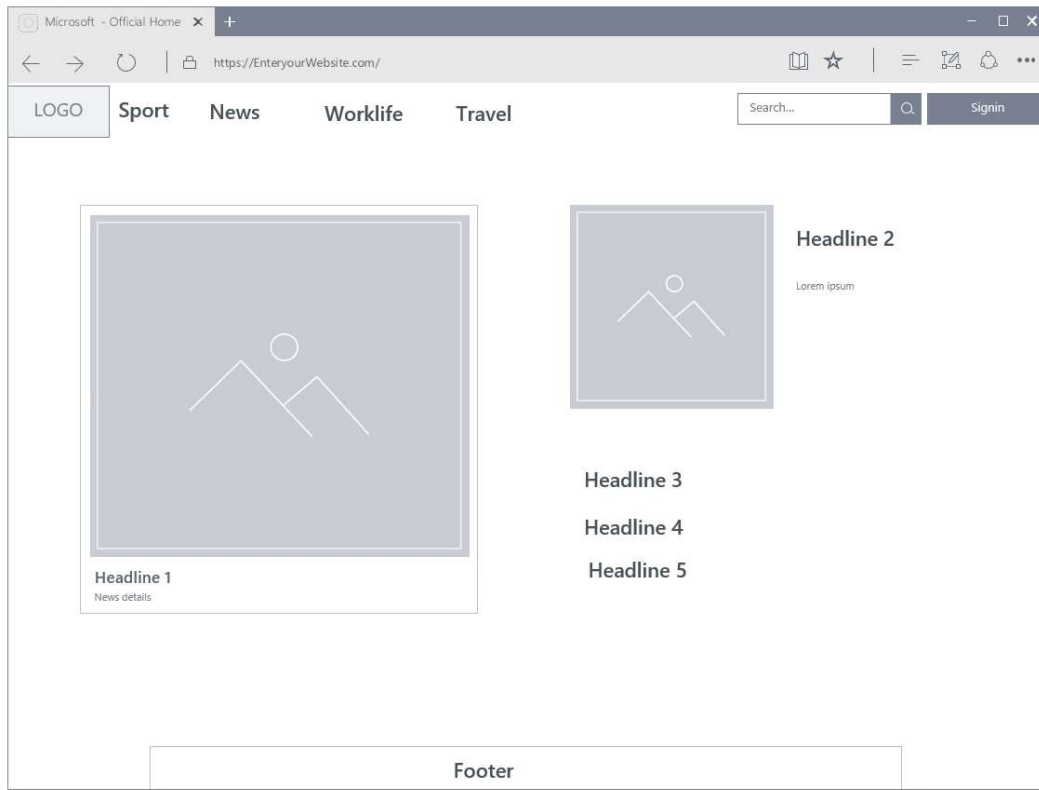 Microsoft - Official Home
https://EnteryourWebsite.com/
LOGO Sport News Worklife Travel Search... Signin
Headline 2
Lorem ipsum
Headline 3
Headline 4
Headline 5
Headline 1
News details
Footer